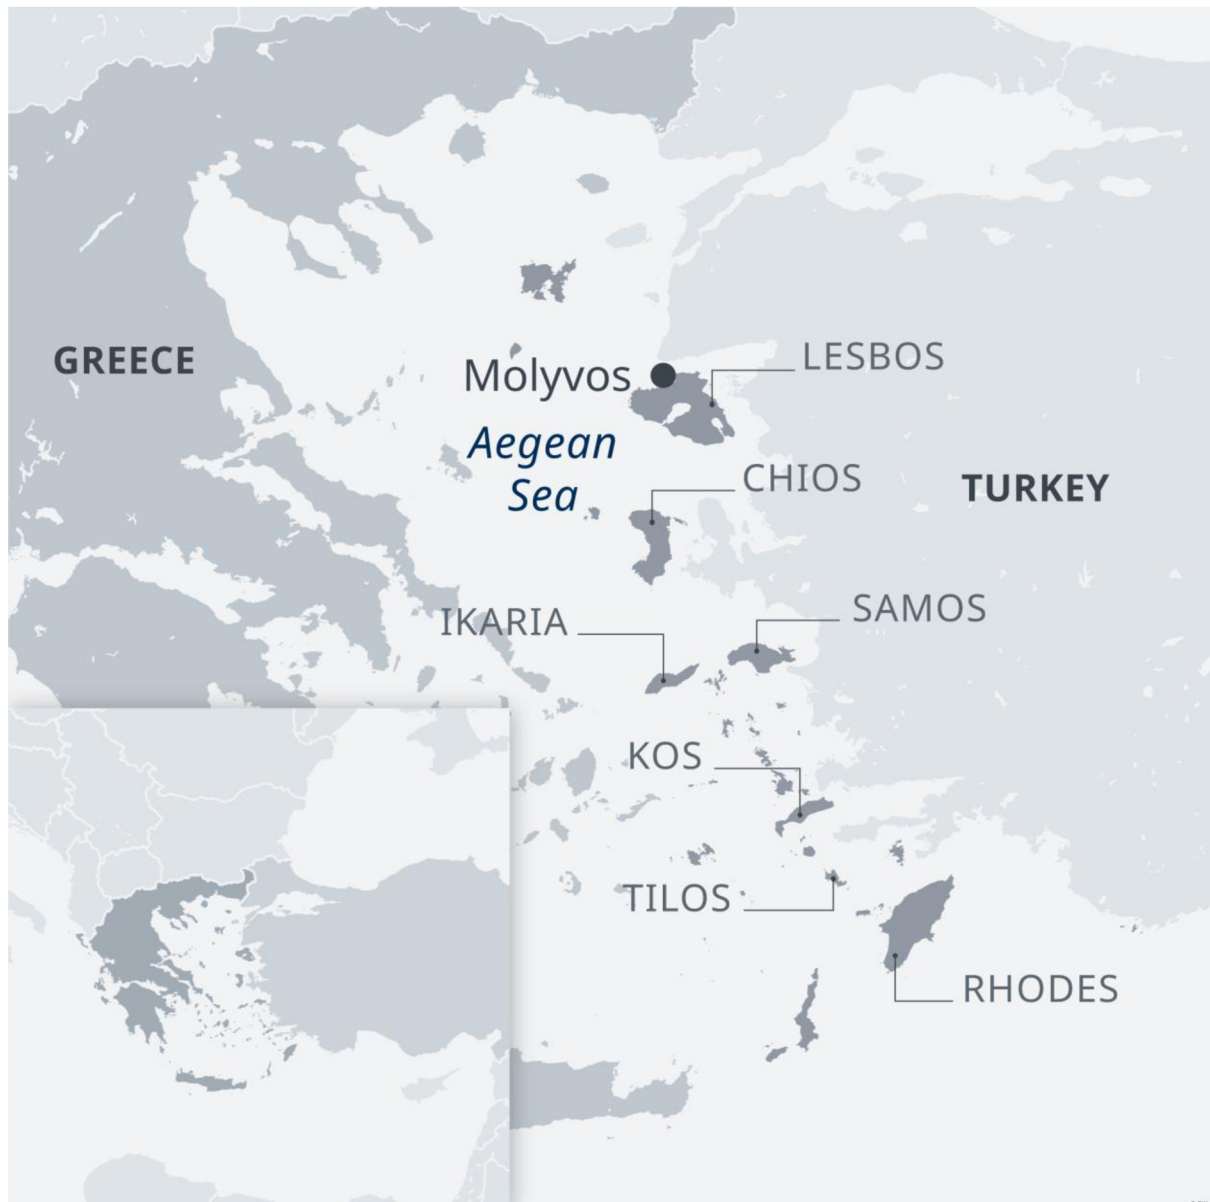 LESBOS
GREECE
Molyvos
Aegean
Sea
CHIOS
TURKEY
IKARIA
SAMOS
KOS
TILOS
RHODES